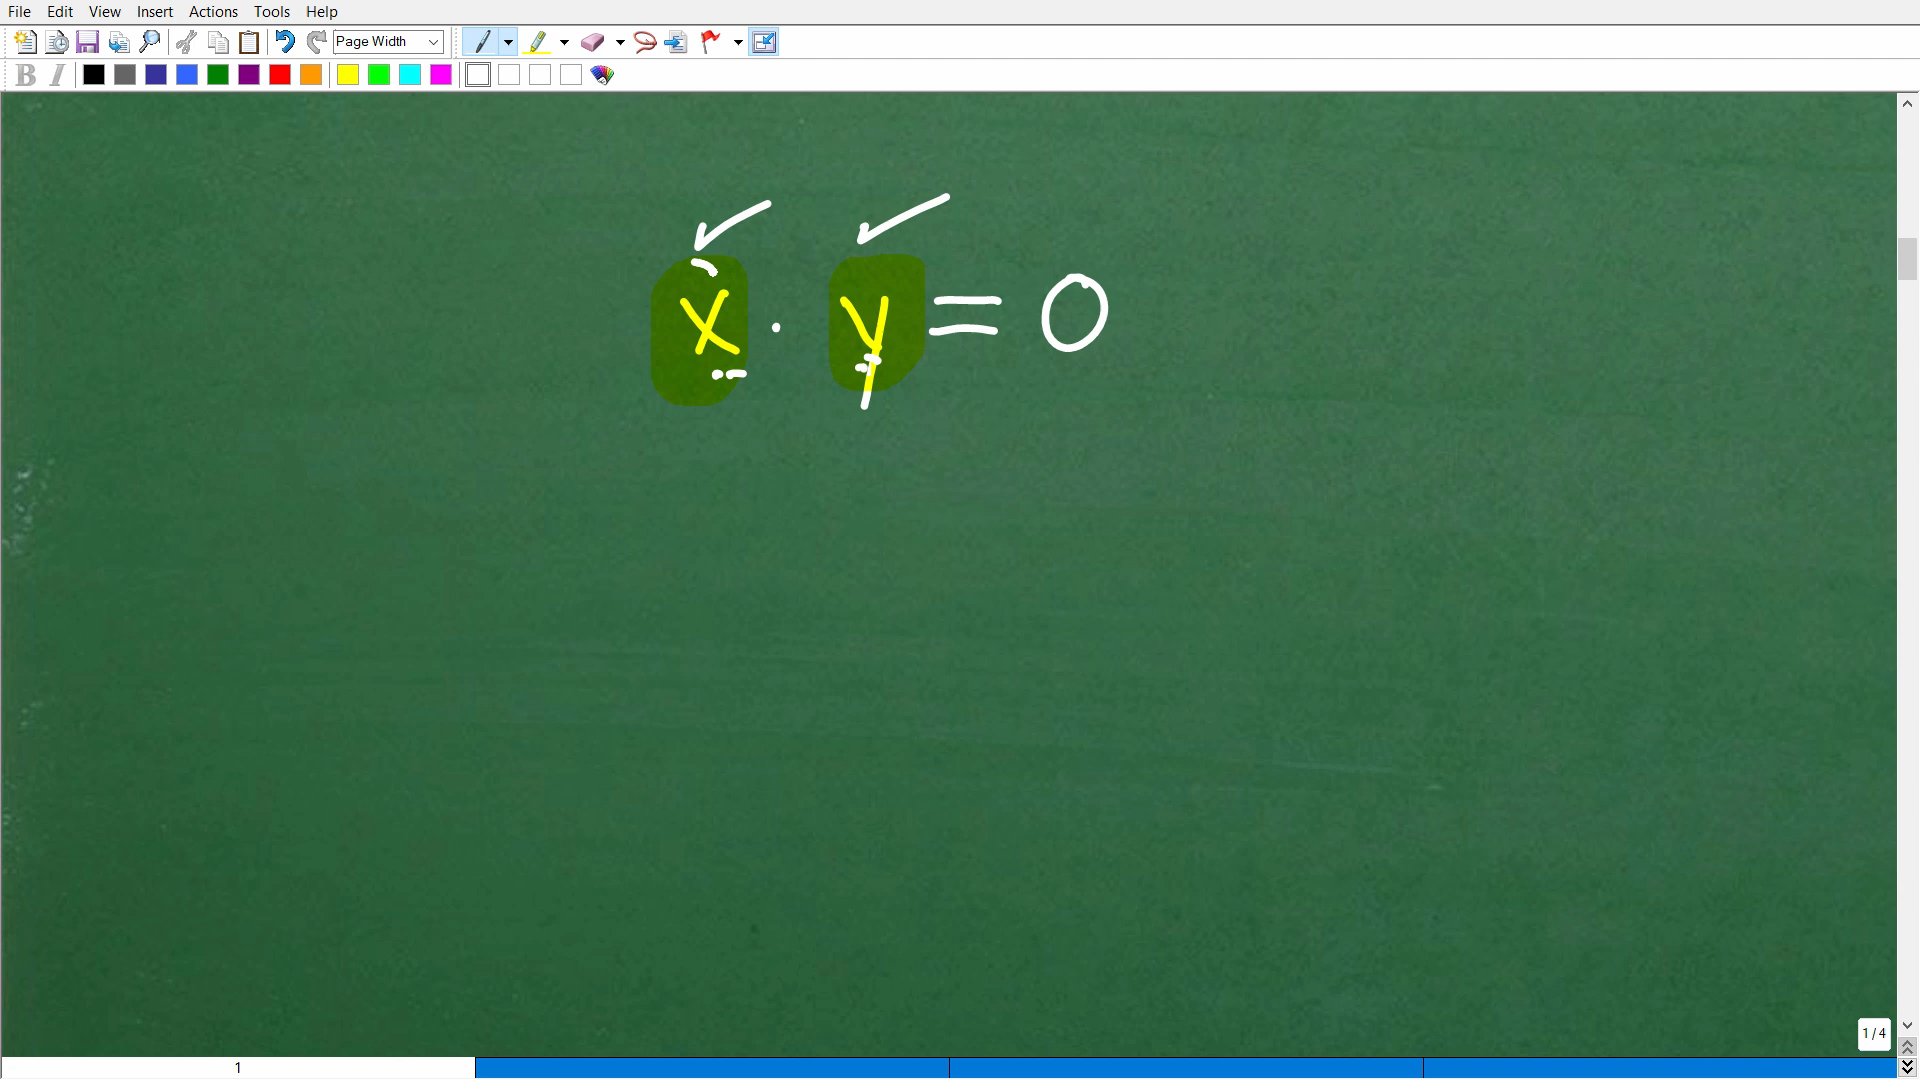 File Edit View Insert Actions Tools Help
Page Width
B I
x · y = 0
1 / 4
1